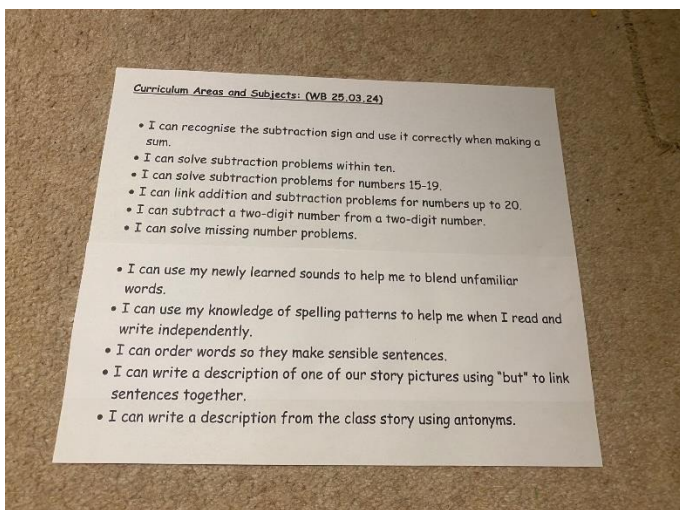 Curriculum Areas and Subjects: (WB 25.03.24)
• I can recognise the subtraction sign and use it correctly when making a
sum.
• I can solve subtraction problems within ten.
• I can solve subtraction problems for numbers 15-19.
• I can link addition and subtraction problems for numbers up to 20.
• I can subtract a two-digit number from a two-digit number.
• I can solve missing number problems.
• I can use my newly learned sounds to help me to blend unfamiliar
words.
• I can use my knowledge of spelling patterns to help me when I read and
write independently.
• I can order words so they make sensible sentences.
• I can write a description of one of our story pictures using "but" to link
sentences together.
• I can write a description from the class story using antonyms.